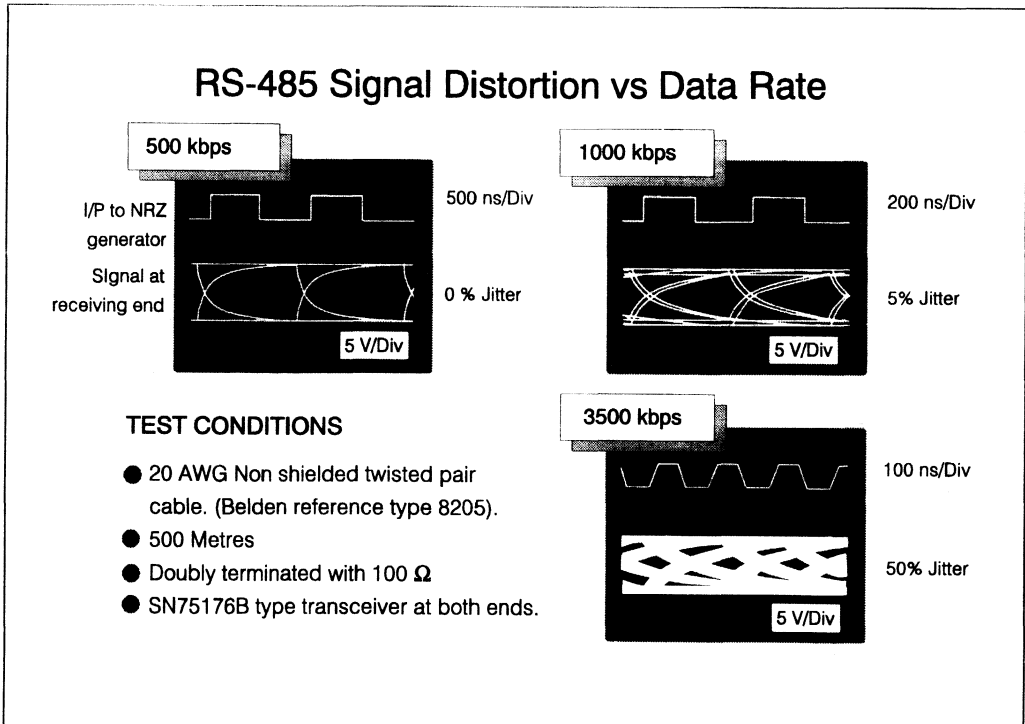 RS-485 Signal Distortion vs Data Rate
500 kbps
I/P to NRZ
generator
500 ns/Div
Signal at
receiving end
0 % Jitter
5 V/Div
1000 kbps
200 ns/Div
5% Jitter
5 V/Div
TEST CONDITIONS
● 20 AWG Non shielded twisted pair
cable. (Belden reference type 8205).
● 500 Metres
● Doubly terminated with 100 Ω
● SN75176B type transceiver at both ends.
3500 kbps
100 ns/Div
50% Jitter
5 V/Div